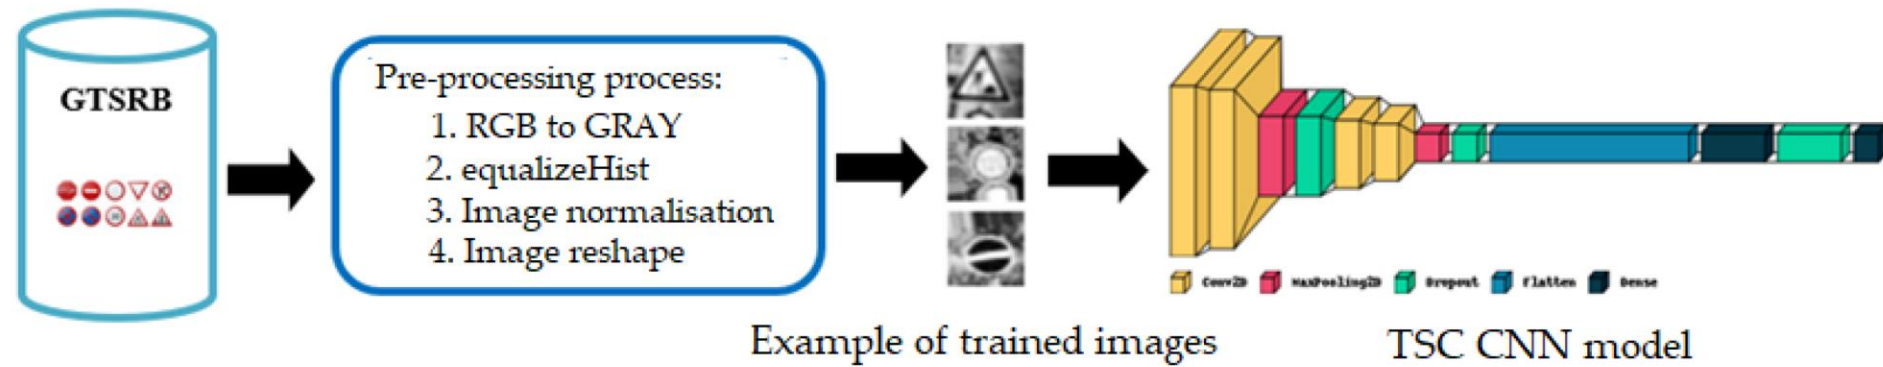 GTSRB
Pre-processing process:
1. RGB to GRAY
2. equalizeHist
3. Image normalisation
4. Image reshape
Conv2D MaxPooling2D Dropout Flatten Dense
Example of trained images
TSC CNN model